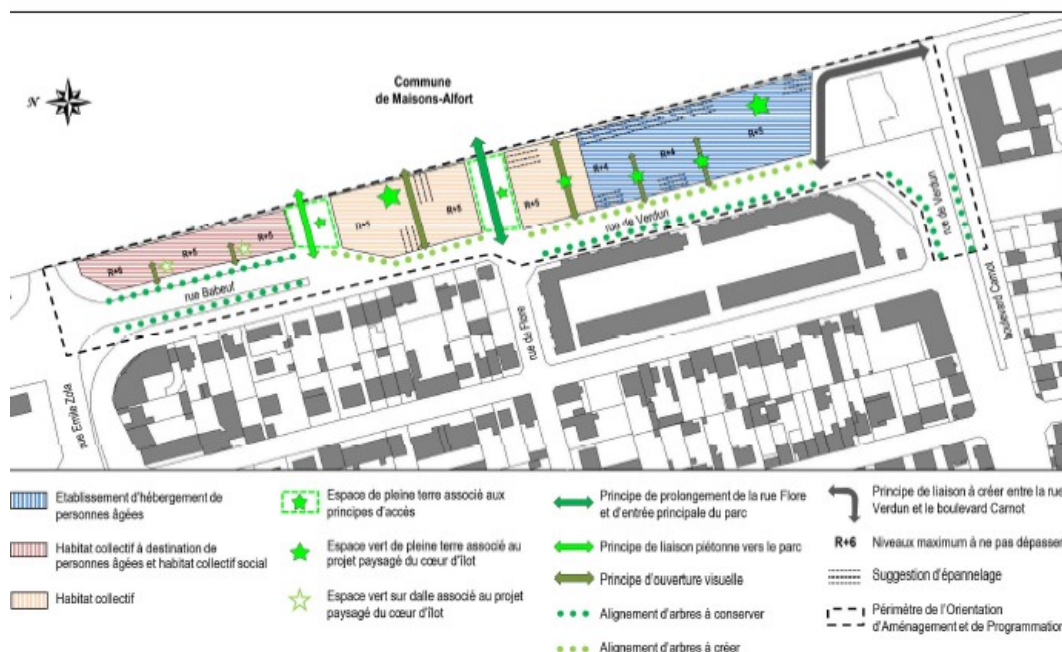 Commune
de Maisons-Alfort
N
R+5
R+4
R+4
R+5
R+5
R+5
R+5
R+5
R+5
R+6
rue de Verdun
rue de Verdun
boulevard Carnot
rue Babeuf
rue de Flore
rue Emile Zola
Etablissement d'hébergement de
personnes âgées
Habitat collectif à destination de
personnes âgées et habitat collectif social
Habitat collectif
Espace de pleine terre associé aux
principes d'accès
Espace vert de pleine terre associé au
projet paysagé du cœur d'îlot
Espace vert sur dalle associé au projet
paysagé du cœur d'îlot
Principe de prolongement de la rue Flore
et d'entrée principale du parc
Principe de liaison piétonne vers le parc
Principe d'ouverture visuelle
Alignement d'arbres à conserver
Alignement d'arbres à créer
Principe de liaison à créer entre la rue
Verdun et le boulevard Carnot
R+6 Niveaux maximum à ne pas dépasser
Suggestion d'épannelage
Périmètre de l'Orientation
d'Aménagement et de Programmation